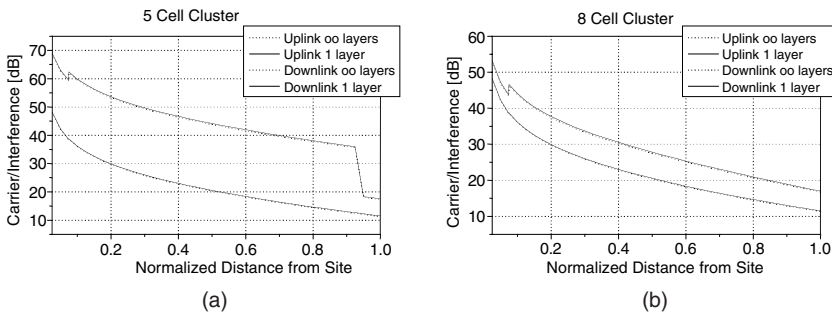 5 Cell Cluster
Uplink oo layers
Uplink 1 layer
Downlink oo layers
Downlink 1 layer
Carrier/Interference [dB]
70
60
50
40
30
20
10
0.2
0.4
0.6
0.8
1.0
Normalized Distance from Site
(a)
8 Cell Cluster
Uplink oo layers
Uplink 1 layer
Downlink oo layers
Downlink 1 layer
Carrier/Interference [dB]
60
50
40
30
20
10
0.2
0.4
0.6
0.8
1.0
Normalized Distance from Site
(b)